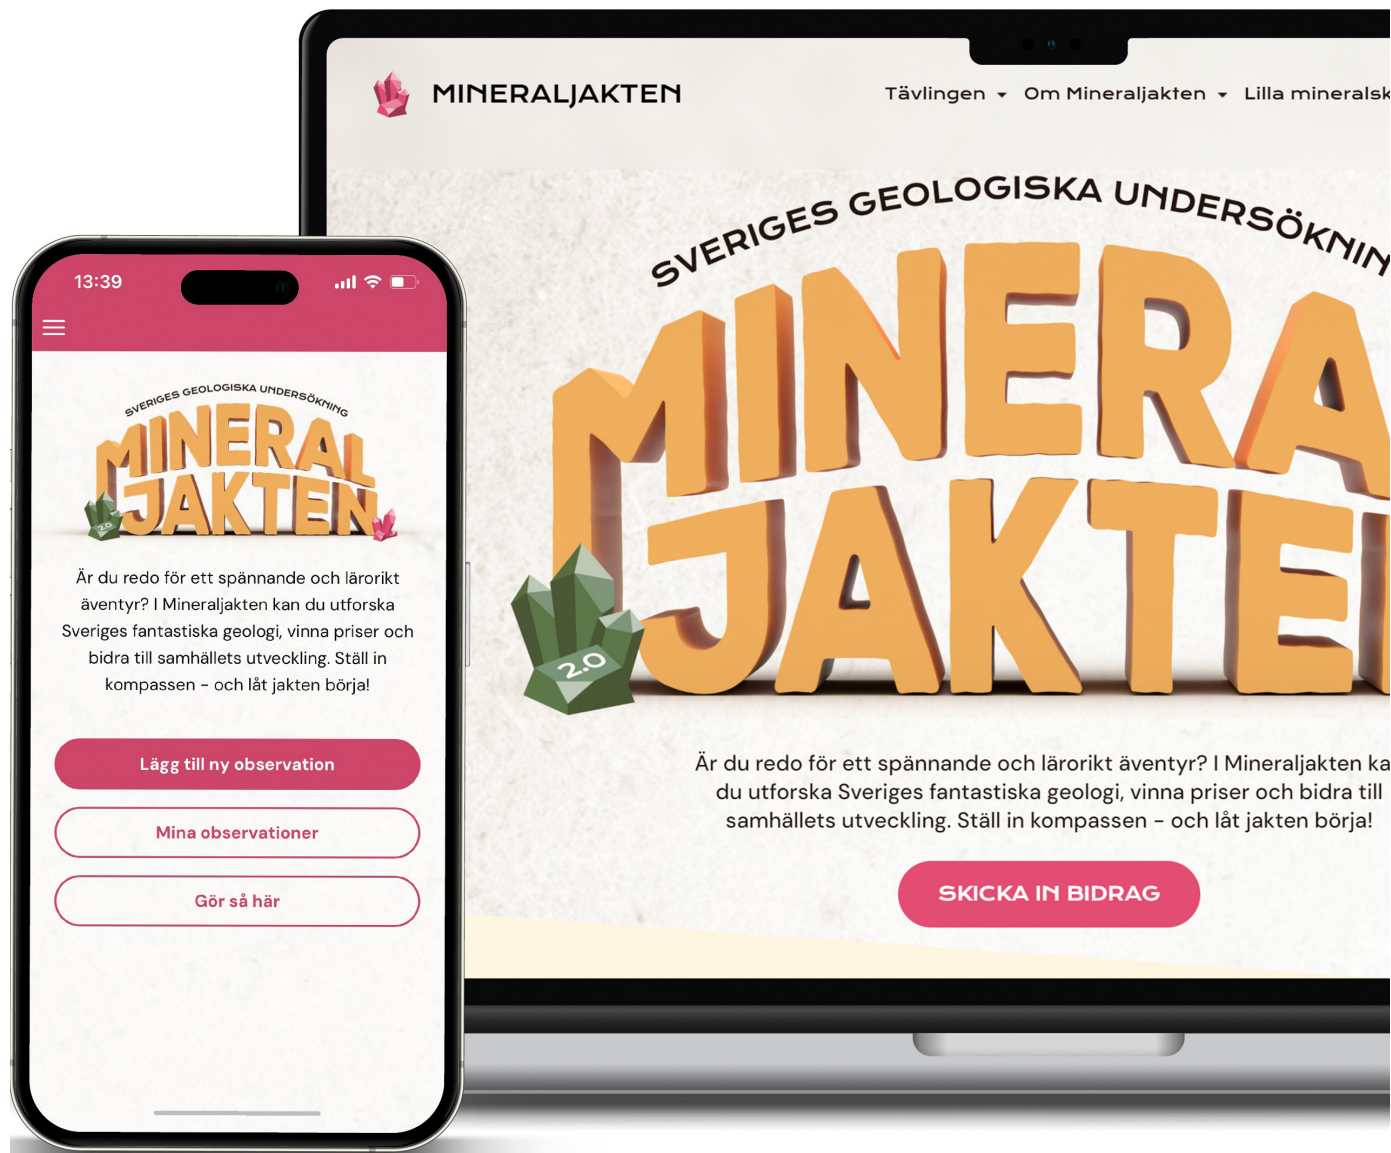 MINERALJAKTEN
Tävlingen Om Mineraljakten Lilla
SVERIGES GEOLOGISKA
MINERA
JAKTE
2.0
Är du redo för ett spännande och lärorikt äventyr? I Mineraljakten
du utforska Sveriges fantastiska geologi, vinna priser och bidra till
samhällets utveckling. Ställ in kompassen – och låt jakten börja!
SKICKA IN BIDRAG
13:39
SVERIGES GEOLOGISKA UNDERSÖKNING
MINERAL
JAKTEN
2.0
Är du redo för ett spännande och lärorikt
äventyr? I Mineraljakten kan du utforska
Sveriges fantastiska geologi, vinna priser och
bidra till samhällets utveckling. Ställ in
kompassen – och låt jakten börja!
Lägg till ny observation
Mina observationer
Gör så här